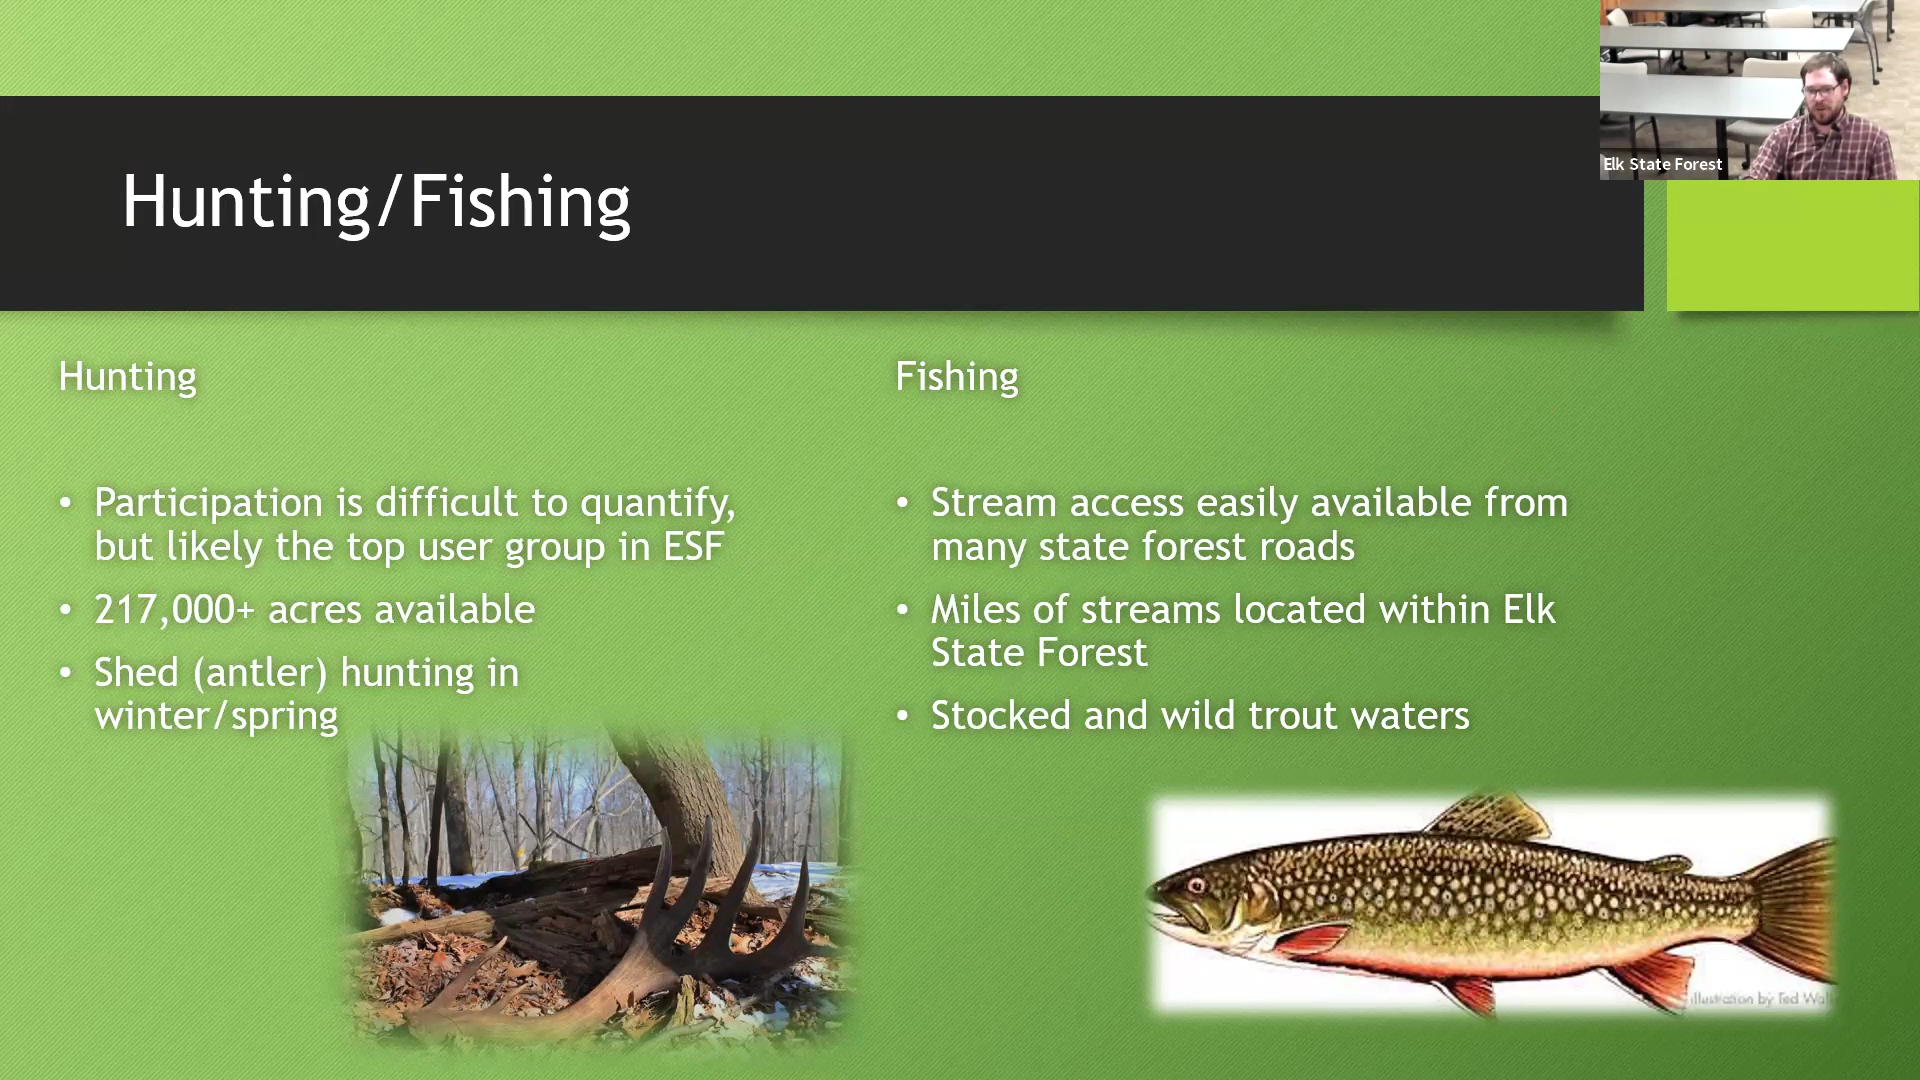 Elk State Forest
Hunting/Fishing
Hunting
• Participation is difficult to quantify,
but likely the top user group in ESF
• 217,000+ acres available
• Shed (antler) hunting in
winter/spring
Fishing
• Stream access easily available from
many state forest roads
• Miles of streams located within Elk
State Forest
• Stocked and wild trout waters
illustration by Ted